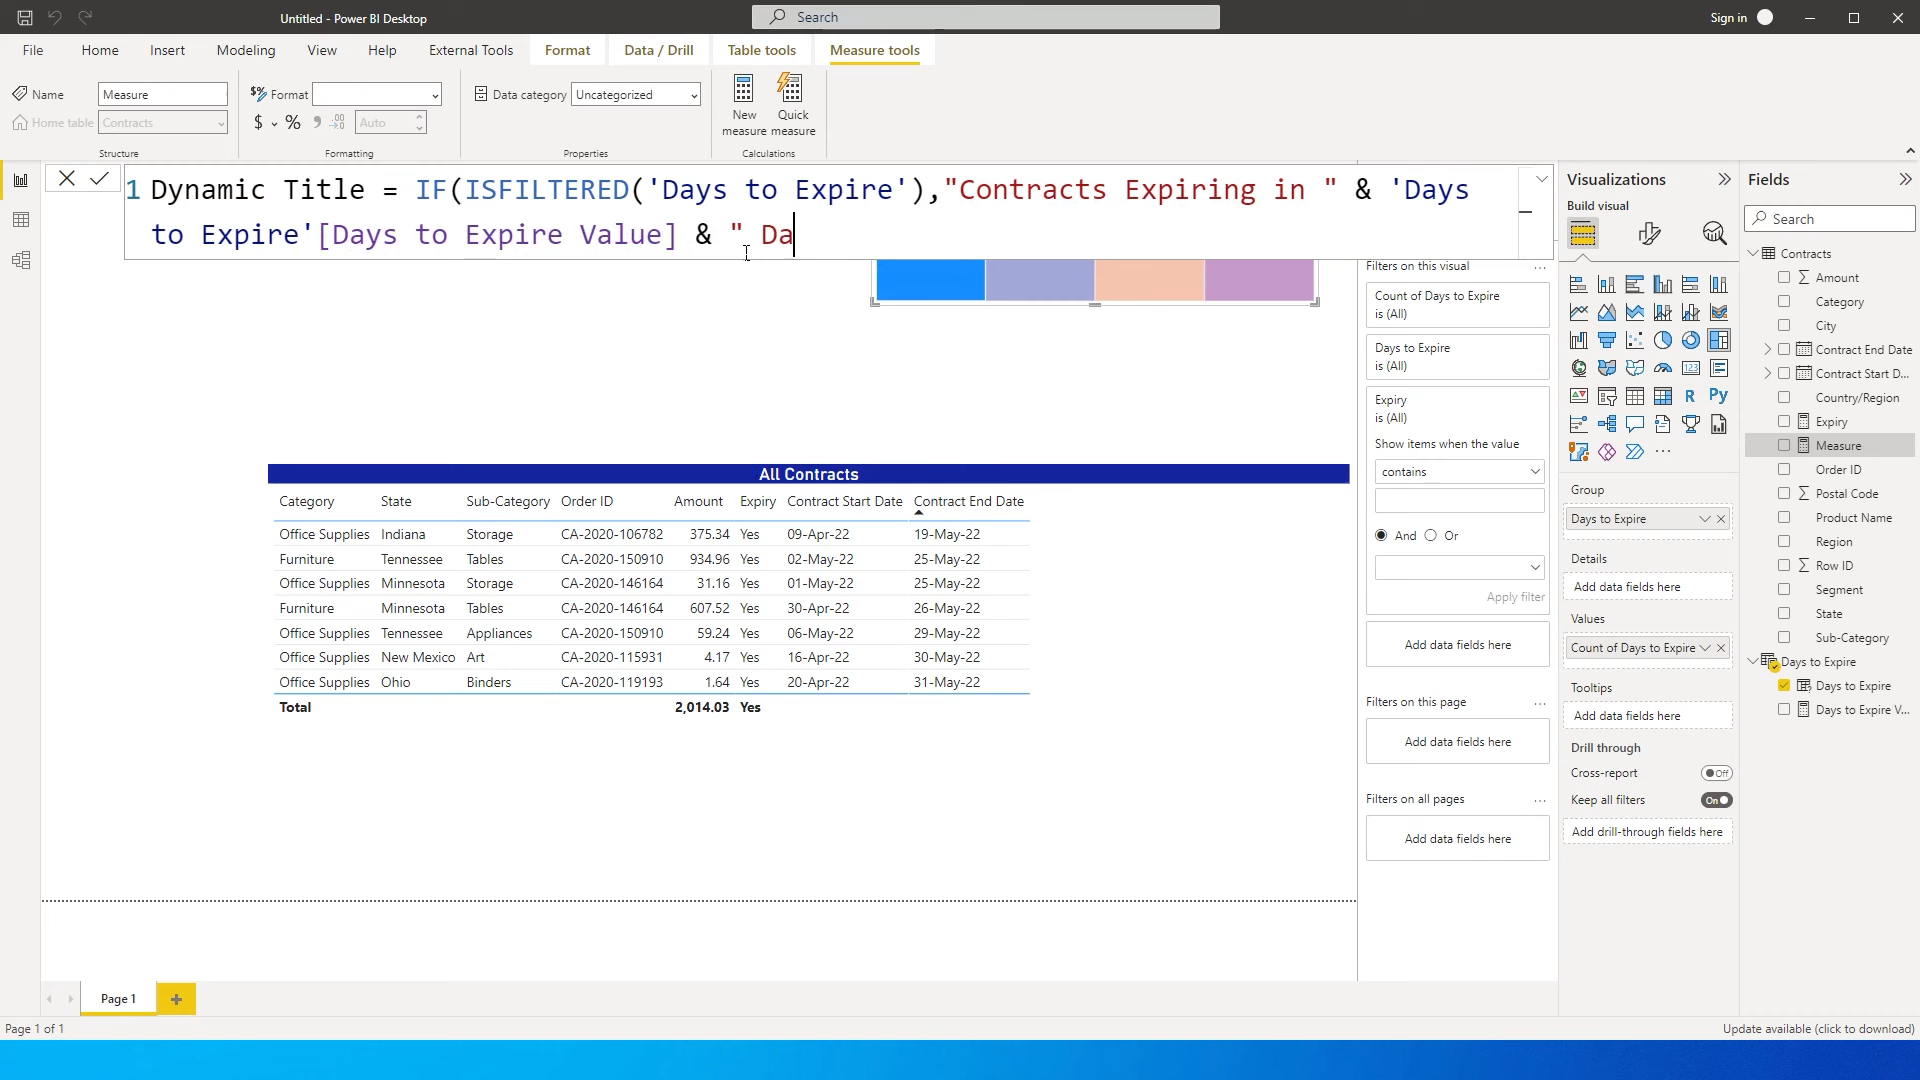 Untitled - Power BI Desktop
Search
Sign in
File
Home
Insert
Modeling
View
Help
External Tools
Format
Data / Drill
Table tools
Measure tools
Name
Measure
Home table
Contracts
Structure
$% Format
$
%
Auto
Formatting
Data category
Uncategorized
Properties
New measure
Quick measure
Calculations
1 Dynamic Title = IF(ISFILTERED('Days to Expire'),"Contracts Expiring in " & 'Days
to Expire'[Days to Expire Value] & " Da
All Contracts
Category State Sub-Category Order ID Amount Expiry Contract Start Date Contract End Date
Office Supplies Indiana Storage CA-2020-106782 375.34 Yes 09-Apr-22 19-May-22
Furniture Tennessee Tables CA-2020-150910 934.96 Yes 02-May-22 25-May-22
Office Supplies Minnesota Storage CA-2020-146164 31.16 Yes 01-May-22 25-May-22
Furniture Minnesota Tables CA-2020-146164 607.52 Yes 30-Apr-22 26-May-22
Office Supplies Tennessee Appliances CA-2020-150910 59.24 Yes 06-May-22 29-May-22
Office Supplies New Mexico Art CA-2020-115931 4.17 Yes 16-Apr-22 30-May-22
Office Supplies Ohio Binders CA-2020-119193 1.64 Yes 20-Apr-22 31-May-22
Total 2,014.03 Yes
Filters on this visual
Count of Days to Expire
is (All)
Days to Expire
is (All)
Expiry
is (All)
Show items when the value
contains
And Or
Apply filter
Add data fields here
Filters on this page
Add data fields here
Filters on all pages
Add data fields here
Visualizations
Build visual
R
Py
123
Group
Days to Expire
Details
Add data fields here
Values
Count of Days to Expire
Tooltips
Add data fields here
Drill through
Cross-report
Off
Keep all filters
On
Add drill-through fields here
Fields
Search
Contracts
Amount
Category
City
Contract End Date
Contract Start D...
Country/Region
Expiry
Measure
Order ID
Postal Code
Product Name
Region
Row ID
Segment
State
Sub-Category
Days to Expire
Days to Expire
Days to Expire V...
Page 1
Page 1 of 1
Update available (click to download)